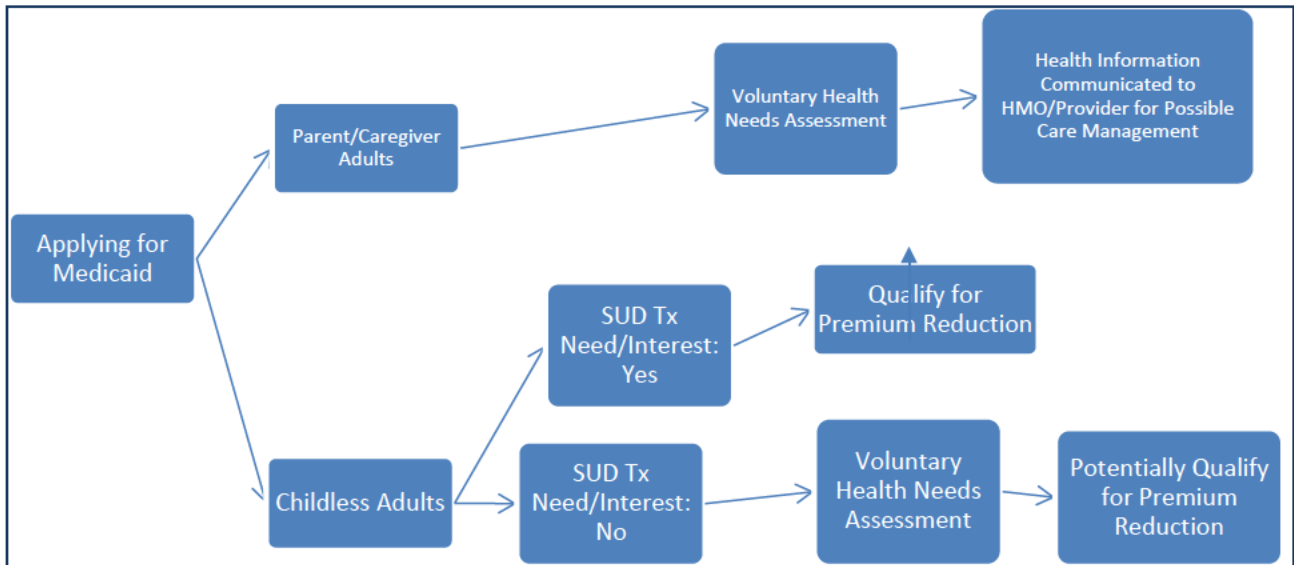 Applying for
Medicaid
Parent/Caregiver
Adults
Voluntary Health
Needs Assessment
Health Information
Communicated to
HMO/Provider for Possible
Care Management
Childless Adults
SUD Tx
Need/Interest:
Yes
Qualify for
Premium Reduction
SUD Tx
Need/Interest:
No
Voluntary
Health Needs
Assessment
Potentially Qualify
for Premium
Reduction